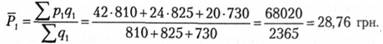 P̅₁ = ∑p₁q₁ / ∑q₁ = 42·810+24·825+20·730 / 810+825+730 = 68020 / 2365 = 28,76 грн.